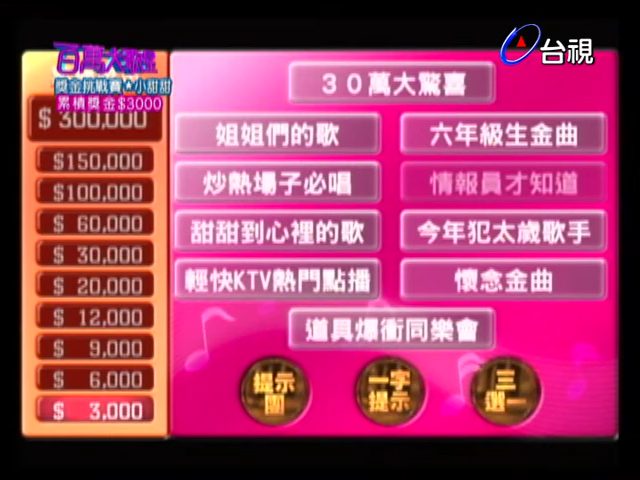 百萬大歌星
獎金挑戰賽 小甜甜
累積獎金$3000
台視
$ 300,000
$150,000
$100,000
$ 60,000
$ 30,000
$ 20,000
$ 12,000
$ 9,000
$ 6,000
$ 3,000
30萬大驚喜
姐姐們的歌
六年級生金曲
炒熱場子必唱
情報員才知道
甜甜到心裡的歌
今年犯太歲歌手
輕快KTV熱門點播
懷念金曲
道具爆衝同樂會
提示
團
一字
提示
三
選一